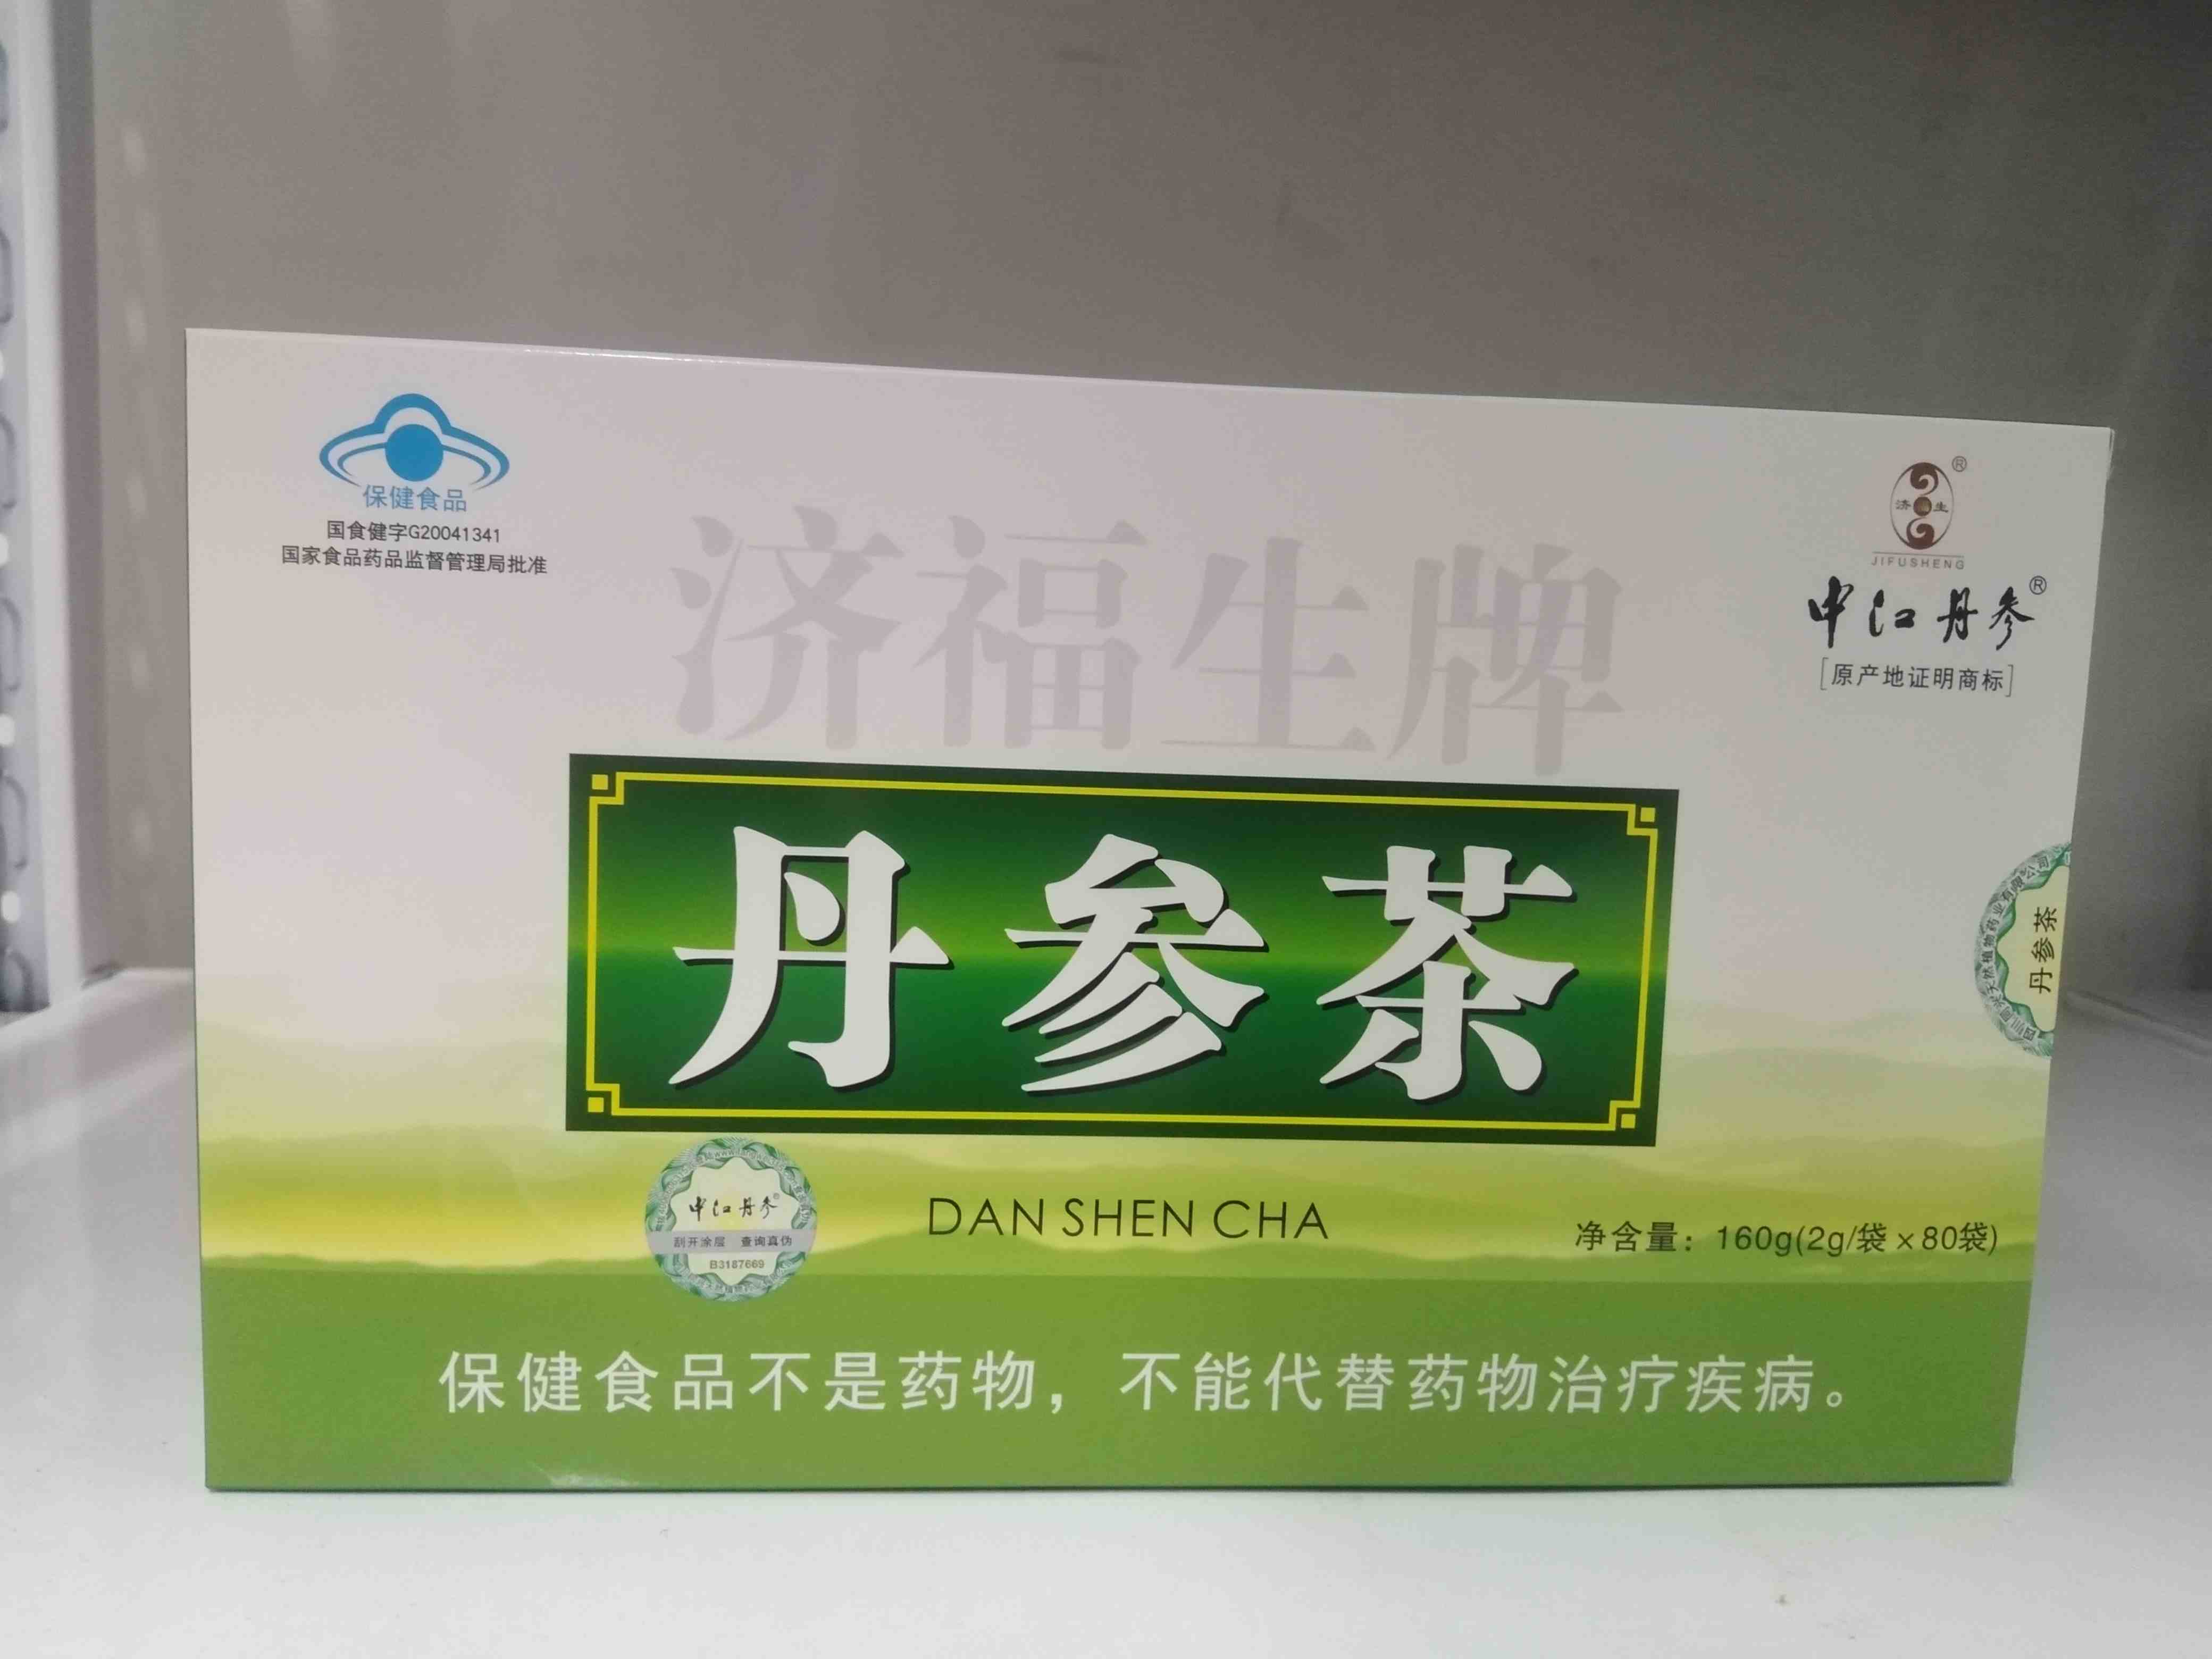 保健食品
国食健字G20041341
国家食品药品监督管理局批准
济福生牌
济 生
JIFUSHENG
中江丹参®
[原产地证明商标]
丹参茶
丹参茶
中江丹参
刮开涂层 查询真伪
B3187669
DAN SHEN CHA
净含量：160g(2g/袋×80袋)
保健食品不是药物，不能代替药物治疗疾病。